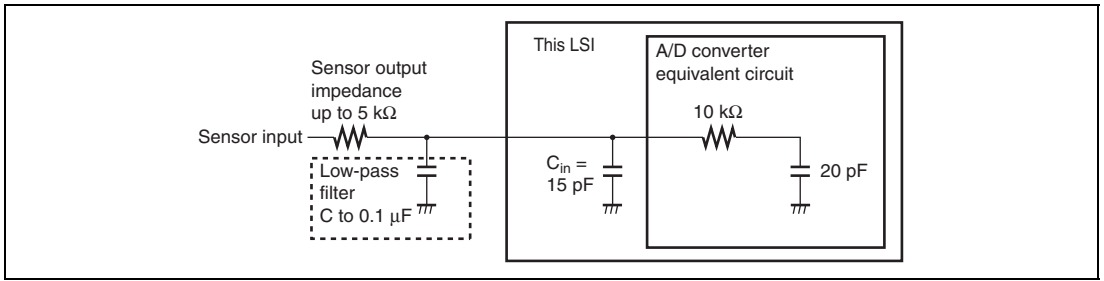 This LSI
A/D converter
equivalent circuit
Sensor output
impedance
up to 5 kΩ
10 kΩ
Sensor input
Low-pass
filter
C to 0.1 μF
Cin =
15 pF
20 pF